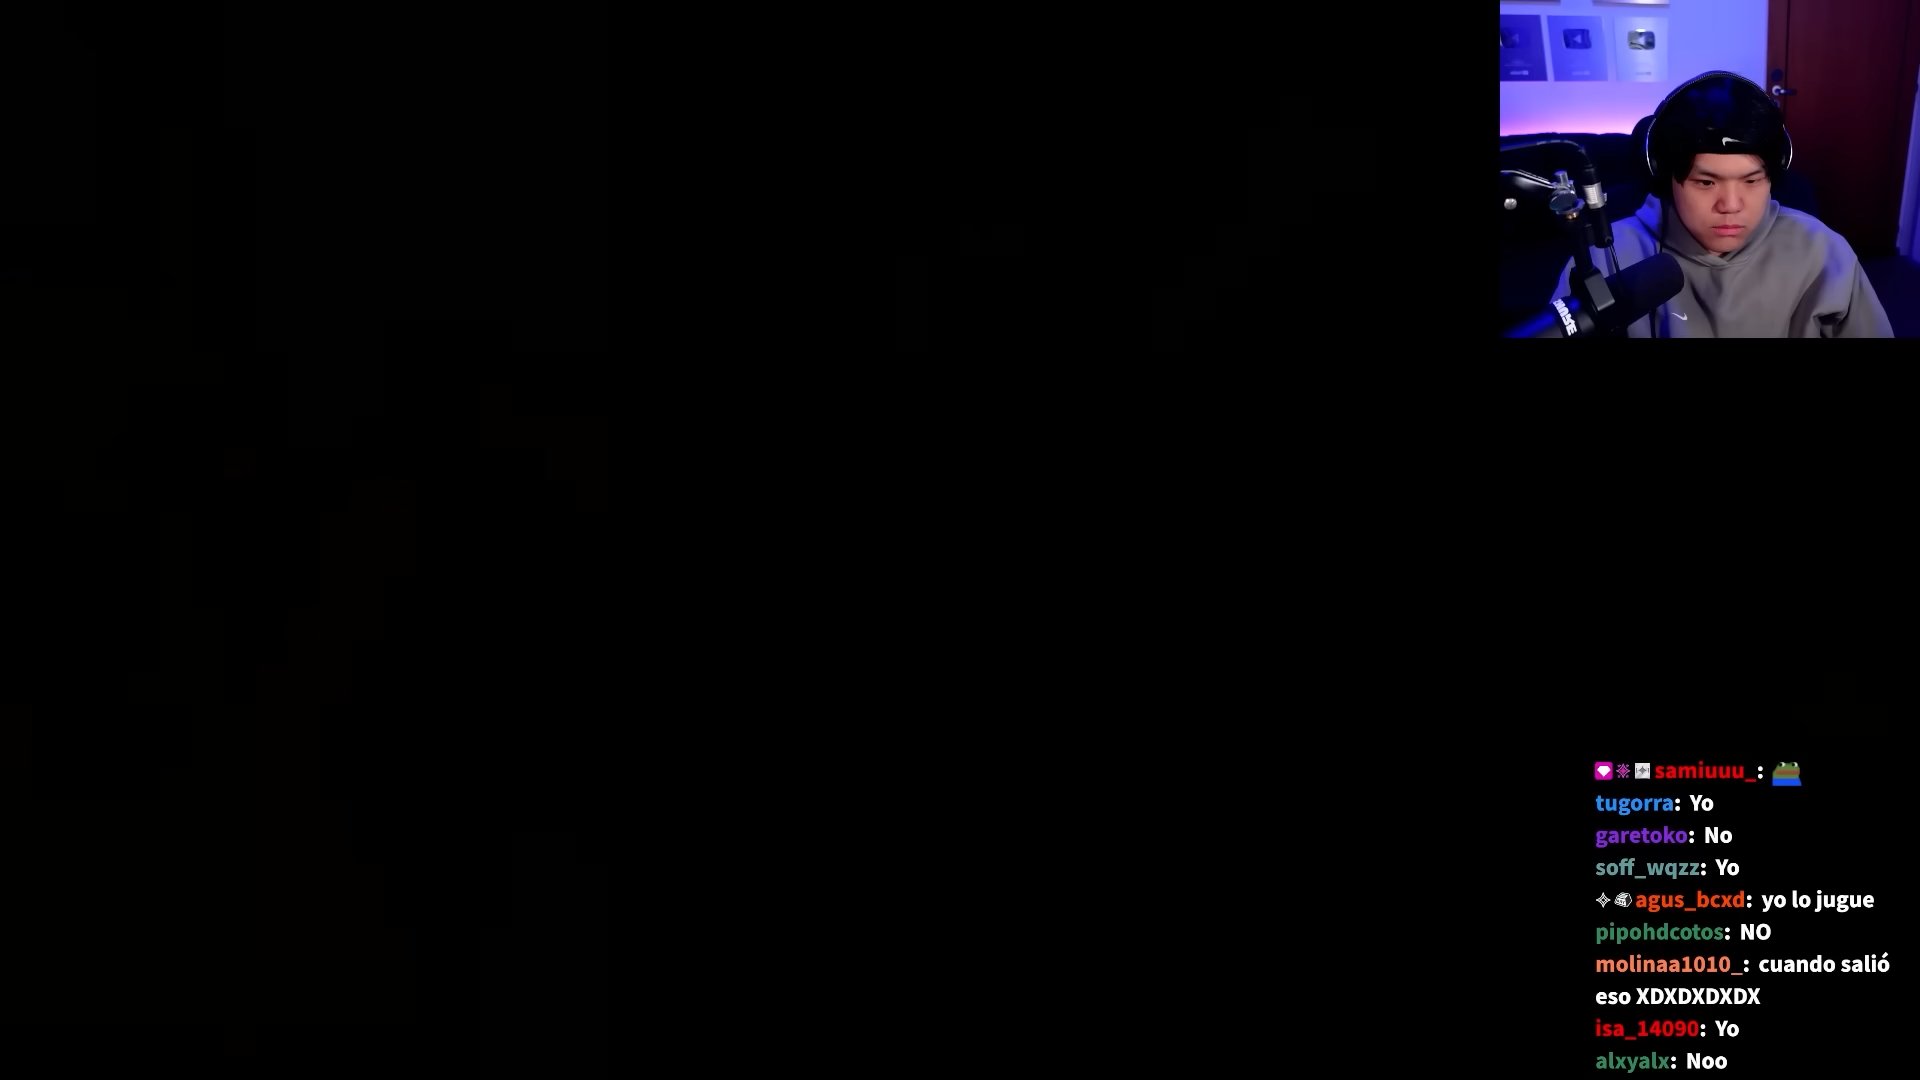 samiuuu_:
tugorra: Yo
garetoko: No
soff_wqzz: Yo
agus_bcxd: yo lo jugue
pipohdcotos: NO
molinaa1010_: cuando salió
eso XDXDXDXDX
isa_14090: Yo
alxyalx: Noo